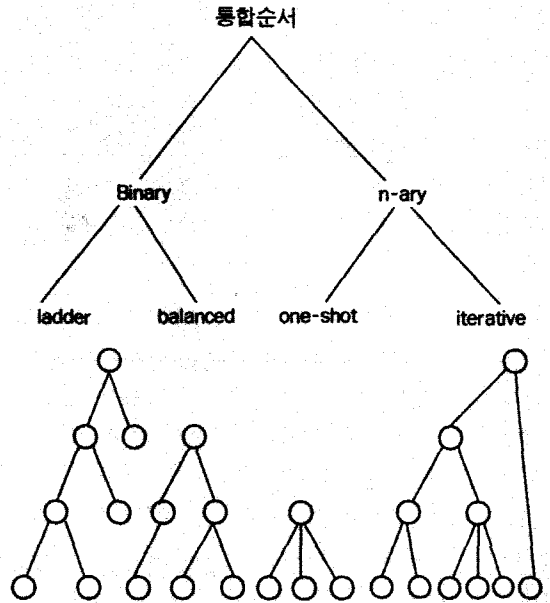 통합순서
Binary n-ary
ladder balanced one-shot iterative